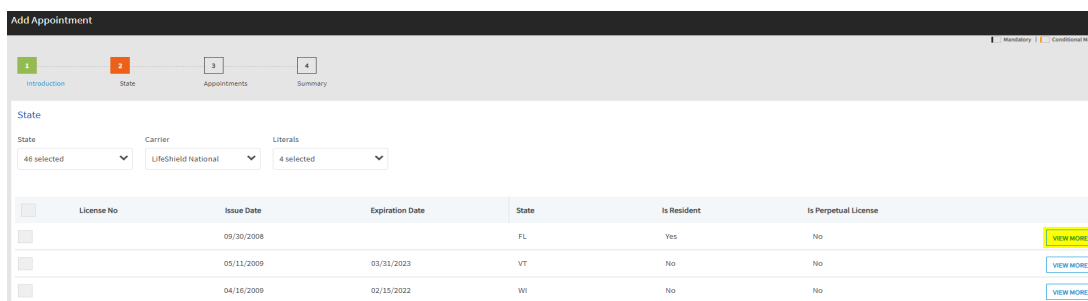 Add Appointment
Mandatory | Conditional M
1 2 3 4
Introduction State Appointments Summary
State
State Carrier Literals
46 selected LifeShield National 4 selected
License No Issue Date Expiration Date State Is Resident Is Perpetual License
09/30/2008 FL Yes No VIEW MORE
05/11/2009 03/31/2023 VT No No VIEW MORE
04/16/2009 02/15/2022 WI No No VIEW MORE